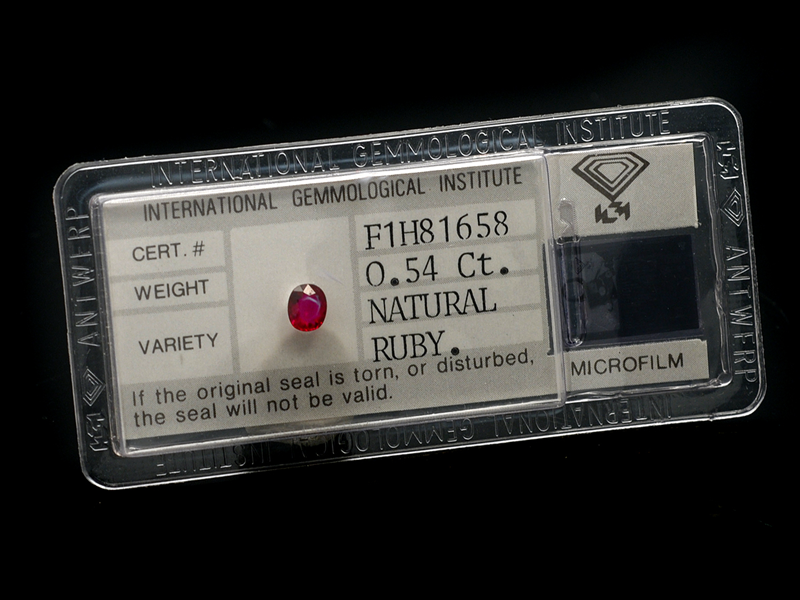 INTERNATIONAL GEMMOLOGICAL INSTITUTE
ANTWERP
INTERNATIONAL GEMMOLOGICAL INSTITUTE
CERT. # F1H81658
WEIGHT 0.54 Ct.
VARIETY NATURAL
RUBY.
If the original seal is torn, or disturbed,
the seal will not be valid.
MICROFILM
ANTWERP
INTERNATIONAL GEMMOLOGICAL INSTITUTE